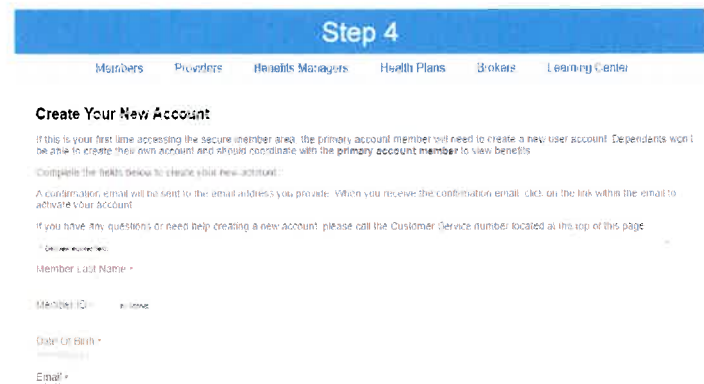 Step 4
Members Providers Benefits Managers Health Plans Brokers Learning Center
Create Your New Account
If this is your first time accessing the secure member area, the primary account member will need to create a new user account. Dependents won't
be able to create their own account and should coordinate with the primary account member to view benefits.
Complete the fields below to create your new account.
A confirmation email will be sent to the email address you provide. When you receive the confirmation email, click on the link within the email to
activate your account.
If you have any questions or need help creating a new account, please call the Customer Service number located at the top of this page.
Member Last Name *
Member ID
Date Of Birth *
Email *